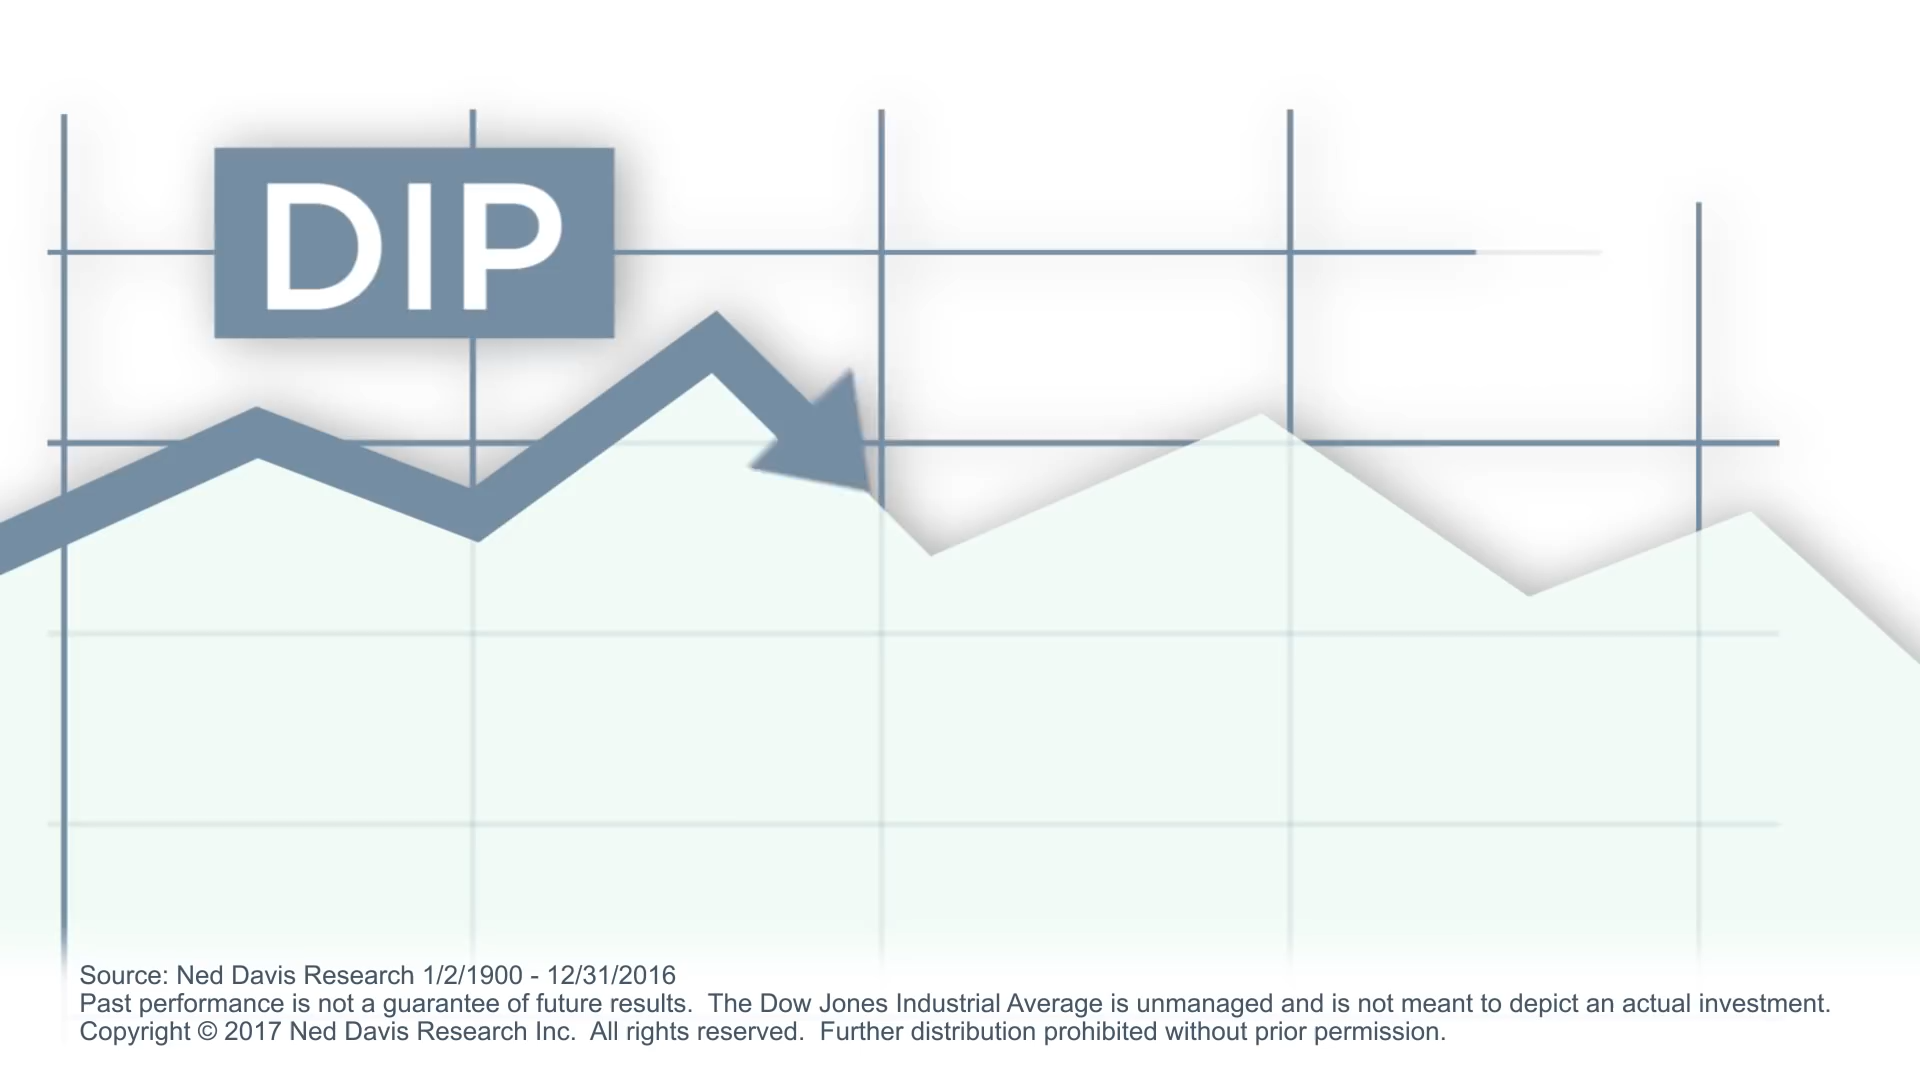 DIP
Source: Ned Davis Research 1/2/1900 - 12/31/2016
Past performance is not a guarantee of future results.  The Dow Jones Industrial Average is unmanaged and is not meant to depict an actual investment.
Copyright © 2017 Ned Davis Research Inc.  All rights reserved.  Further distribution prohibited without prior permission.